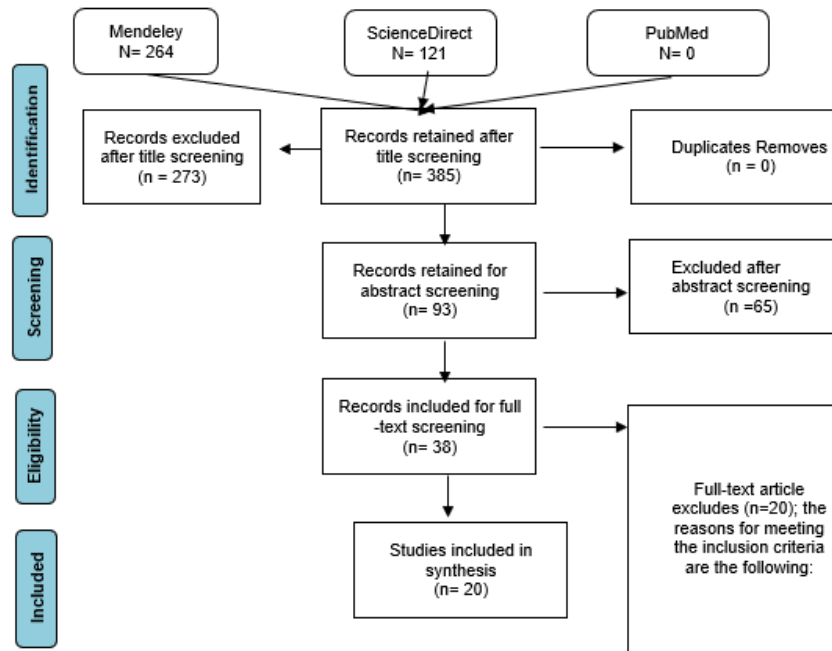 Mendeley
N= 264
ScienceDirect
N= 121
PubMed
N= 0
Identification
Records excluded
after title screening
(n = 273)
Records retained after
title screening
(n= 385)
Duplicates Removes
(n = 0)
Screening
Records retained for
abstract screening
(n= 93)
Excluded after
abstract screening
(n =65)
Eligibility
Records included for full
-text screening
(n= 38)
Full-text article
excludes (n=20); the
reasons for meeting
the inclusion criteria
are the following:
Included
Studies included in
synthesis
(n= 20)